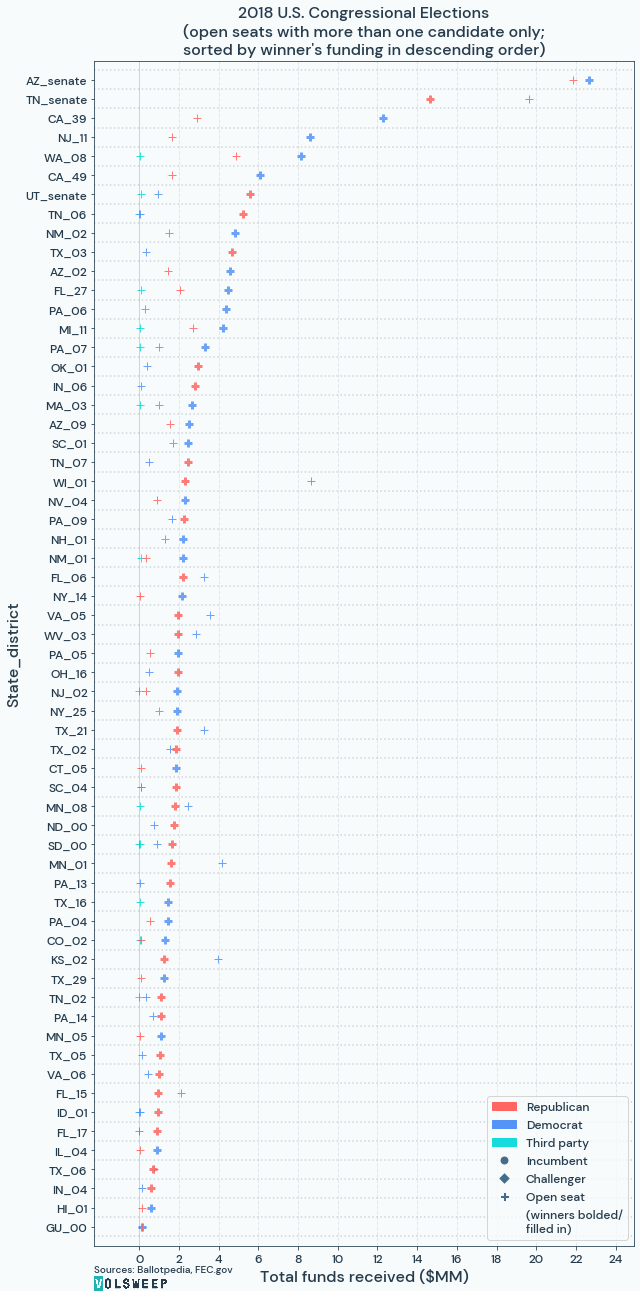 2018 U.S. Congressional Elections
(open seats with more than one candidate only;
sorted by winner's funding in descending order)
State_district
AZ_senate
TN_senate
CA_39
NJ_11
WA_08
CA_49
UT_senate
TN_06
NM_02
TX_03
AZ_02
FL_27
PA_06
MI_11
PA_07
OK_01
IN_06
MA_03
AZ_09
SC_01
TN_07
WI_01
NV_04
PA_09
NH_01
NM_01
FL_06
NY_14
VA_05
WV_03
PA_05
OH_16
NJ_02
NY_25
TX_21
TX_02
CT_05
SC_04
MN_08
ND_00
SD_00
MN_01
PA_13
TX_16
PA_04
CO_02
KS_02
TX_29
TN_02
PA_14
MN_05
TX_05
VA_06
FL_15
ID_01
FL_17
IL_04
TX_06
IN_04
HI_01
GU_00
Republican
Democrat
Third party
Incumbent
Challenger
Open seat
(winners bolded/
filled in)
0 2 4 6 8 10 12 14 16 18 20 22 24
Total funds received ($MM)
Sources: Ballotpedia, FEC.gov
VOLSWEEP